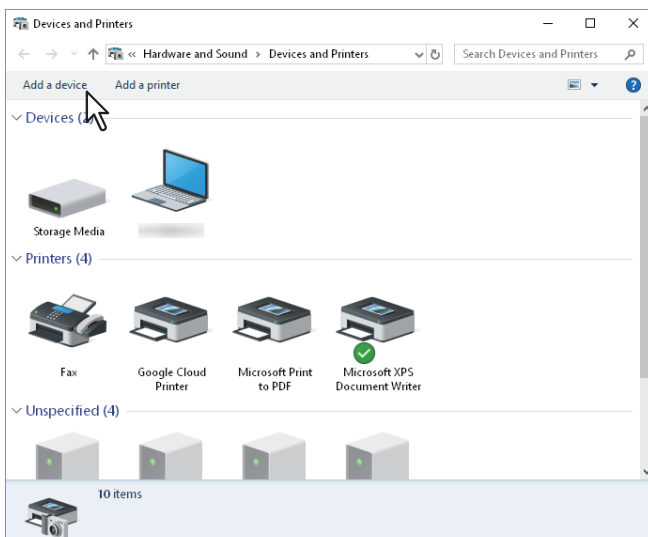 Devices and Printers
« Hardware and Sound > Devices and Printers
Search Devices and Printers
Add a device
Add a printer
Devices (2)
Storage Media
Printers (4)
Fax
Google Cloud
Printer
Microsoft Print
to PDF
Microsoft XPS
Document Writer
Unspecified (4)
10 items